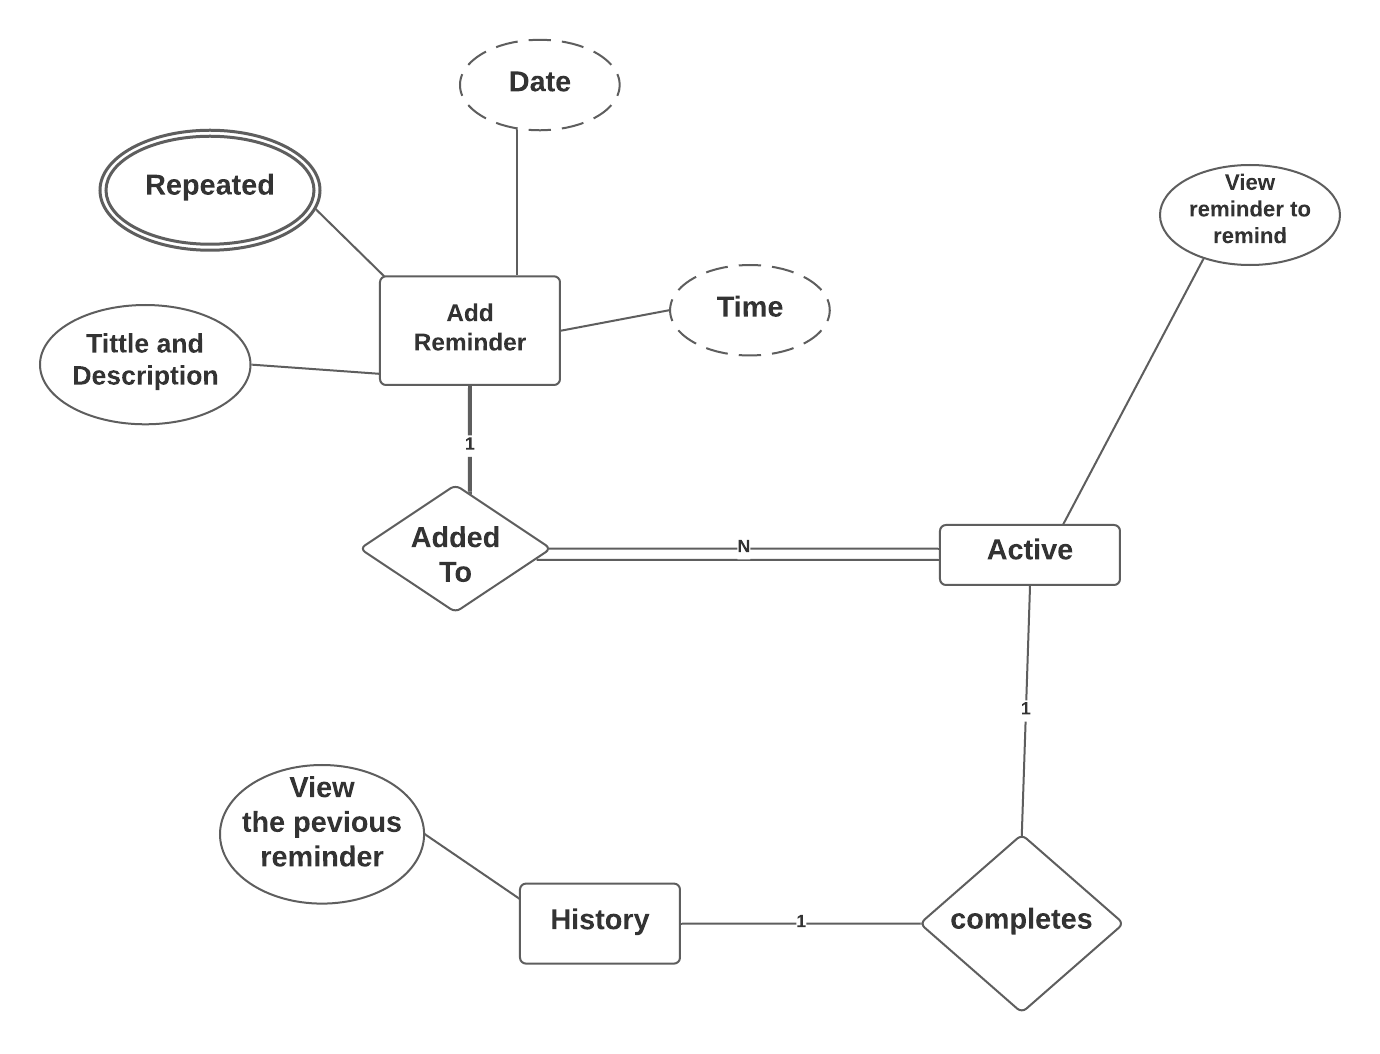 Date
Repeated
View
reminder to
remind
Add
Reminder
Time
Tittle and
Description
1
Added
To
N
Active
1
View
the pevious
reminder
History
1
completes